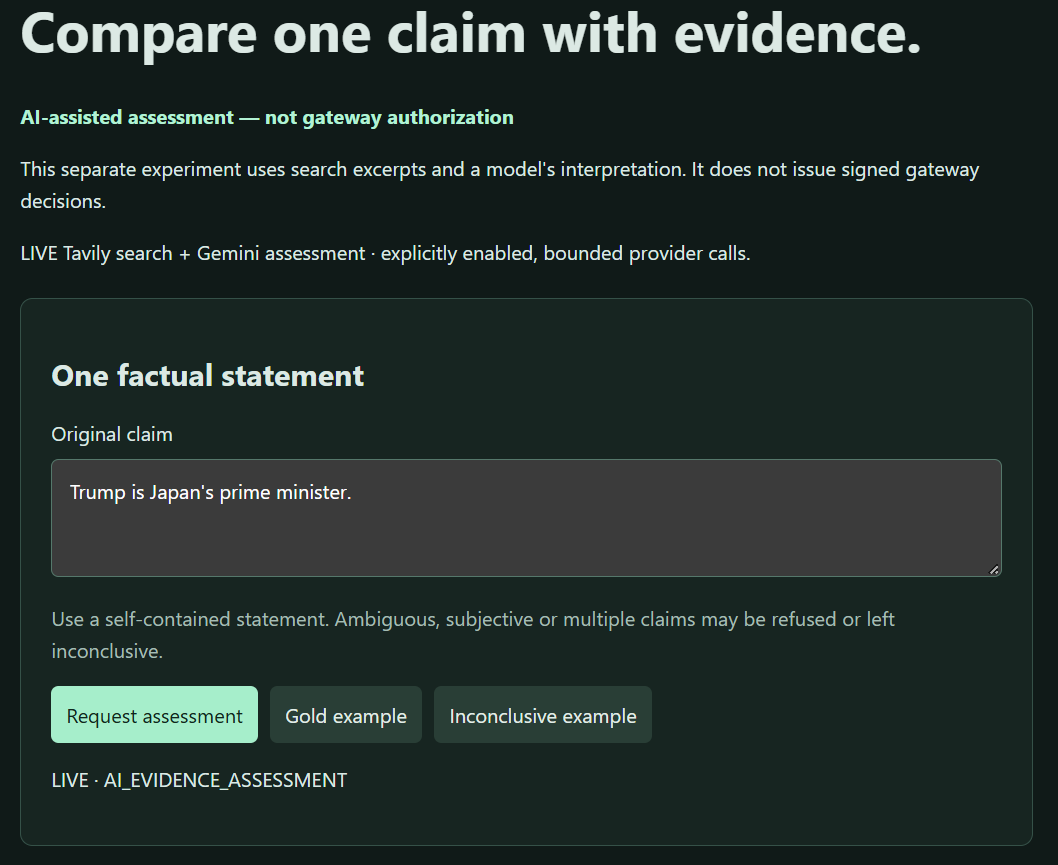 Compare one claim with evidence.
AI-assisted assessment — not gateway authorization
This separate experiment uses search excerpts and a model's interpretation. It does not issue signed gateway
decisions.
LIVE Tavily search + Gemini assessment · explicitly enabled, bounded provider calls.
One factual statement
Original claim
Trump is Japan's prime minister.
Use a self-contained statement. Ambiguous, subjective or multiple claims may be refused or left
inconclusive.
Request assessment
Gold example
Inconclusive example
LIVE · AI_EVIDENCE_ASSESSMENT